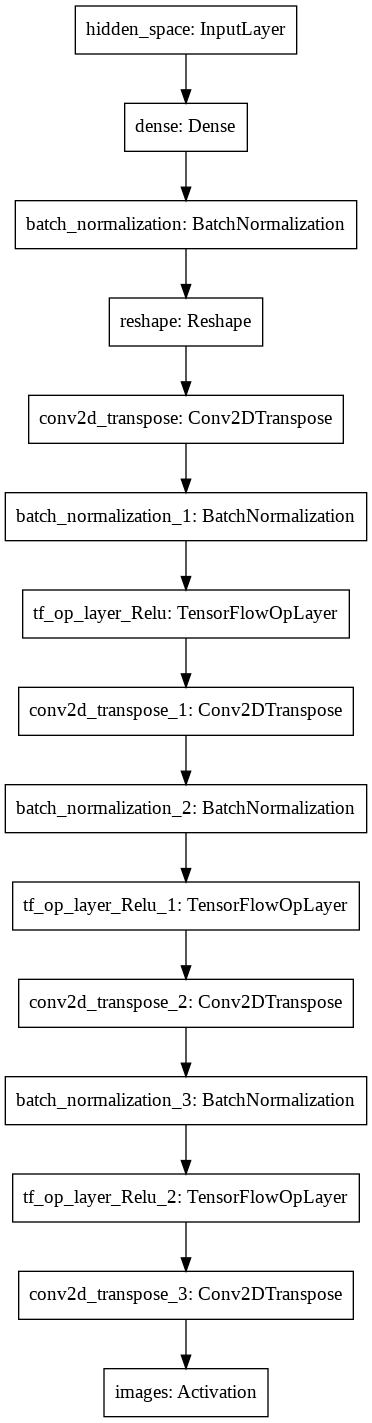 hidden_space: InputLayer
dense: Dense
batch_normalization: BatchNormalization
reshape: Reshape
conv2d_transpose: Conv2DTranspose
batch_normalization_1: BatchNormalization
tf_op_layer_Relu: TensorFlowOpLayer
conv2d_transpose_1: Conv2DTranspose
batch_normalization_2: BatchNormalization
tf_op_layer_Relu_1: TensorFlowOpLayer
conv2d_transpose_2: Conv2DTranspose
batch_normalization_3: BatchNormalization
tf_op_layer_Relu_2: TensorFlowOpLayer
conv2d_transpose_3: Conv2DTranspose
images: Activation